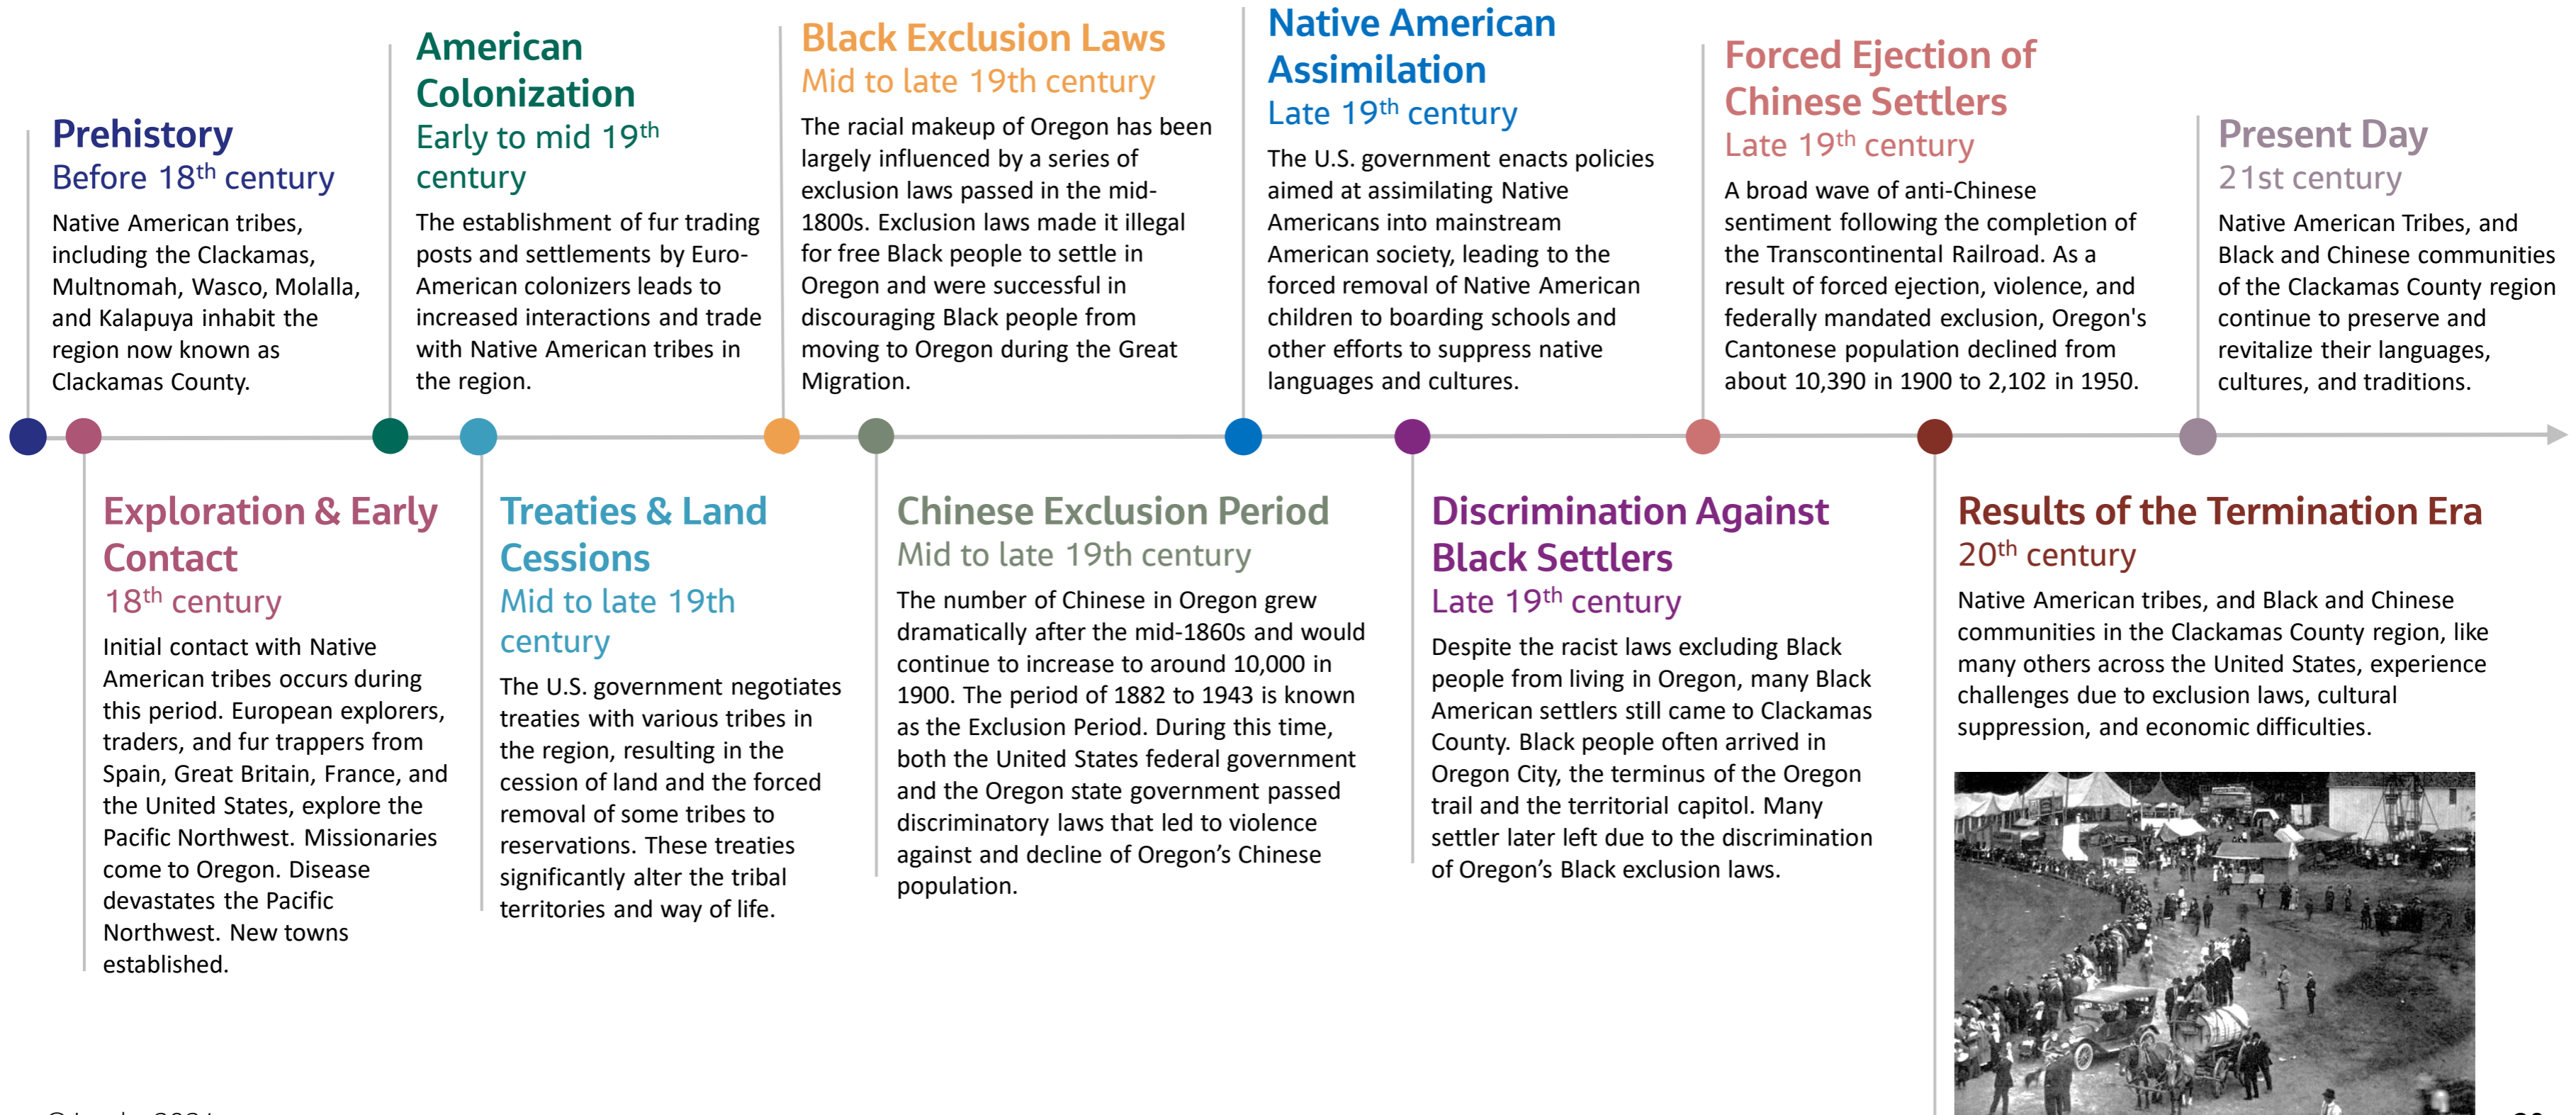 Prehistory
Before 18th century
Native American tribes,
including the Clackamas,
Multnomah, Wasco, Molalla,
and Kalapuya inhabit the
region now known as
Clackamas County.
Exploration & Early
Contact
18th century
Initial contact with Native
American tribes occurs during
this period. European explorers,
traders, and fur trappers from
Spain, Great Britain, France, and
the United States, explore the
Pacific Northwest. Missionaries
come to Oregon. Disease
devastates the Pacific
Northwest. New towns
established.
American
Colonization
Early to mid 19th
century
The establishment of fur trading
posts and settlements by Euro-
American colonizers leads to
increased interactions and trade
with Native American tribes in
the region.
Treaties & Land
Cessions
Mid to late 19th
century
The U.S. government negotiates
treaties with various tribes in
the region, resulting in the
cession of land and the forced
removal of some tribes to
reservations. These treaties
significantly alter the tribal
territories and way of life.
Black Exclusion Laws
Mid to late 19th century
The racial makeup of Oregon has been
largely influenced by a series of
exclusion laws passed in the mid-
1800s. Exclusion laws made it illegal
for free Black people to settle in
Oregon and were successful in
discouraging Black people from
moving to Oregon during the Great
Migration.
Chinese Exclusion Period
Mid to late 19th century
The number of Chinese in Oregon grew
dramatically after the mid-1860s and would
continue to increase to around 10,000 in
1900. The period of 1882 to 1943 is known
as the Exclusion Period. During this time,
both the United States federal government
and the Oregon state government passed
discriminatory laws that led to violence
against and decline of Oregon’s Chinese
population.
Native American
Assimilation
Late 19th century
The U.S. government enacts policies
aimed at assimilating Native
Americans into mainstream
American society, leading to the
forced removal of Native American
children to boarding schools and
other efforts to suppress native
languages and cultures.
Discrimination Against
Black Settlers
Late 19th century
Despite the racist laws excluding Black
people from living in Oregon, many Black
American settlers still came to Clackamas
County. Black people often arrived in
Oregon City, the terminus of the Oregon
trail and the territorial capitol. Many
settler later left due to the discrimination
of Oregon’s Black exclusion laws.
Forced Ejection of
Chinese Settlers
Late 19th century
A broad wave of anti-Chinese
sentiment following the completion of
the Transcontinental Railroad. As a
result of forced ejection, violence, and
federally mandated exclusion, Oregon's
Cantonese population declined from
about 10,390 in 1900 to 2,102 in 1950.
Results of the Termination Era
20th century
Native American tribes, and Black and Chinese
communities in the Clackamas County region, like
many others across the United States, experience
challenges due to exclusion laws, cultural
suppression, and economic difficulties.
Present Day
21st century
Native American Tribes, and
Black and Chinese communities
of the Clackamas County region
continue to preserve and
revitalize their languages,
cultures, and traditions.